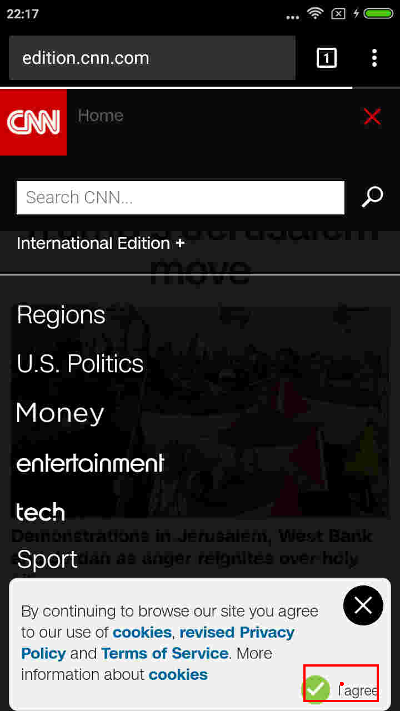 22:17
edition.cnn.com
1
CNN
Home
Search CNN...
International Edition +
move
Regions
U.S. Politics
Money
entertainment
tech
Demonstrations in Jerusalem, West Bank
Sport as anger reignites over holy
By continuing to browse our site you agree
to our use of cookies, revised Privacy
Policy and Terms of Service. More
information about cookies
I agree